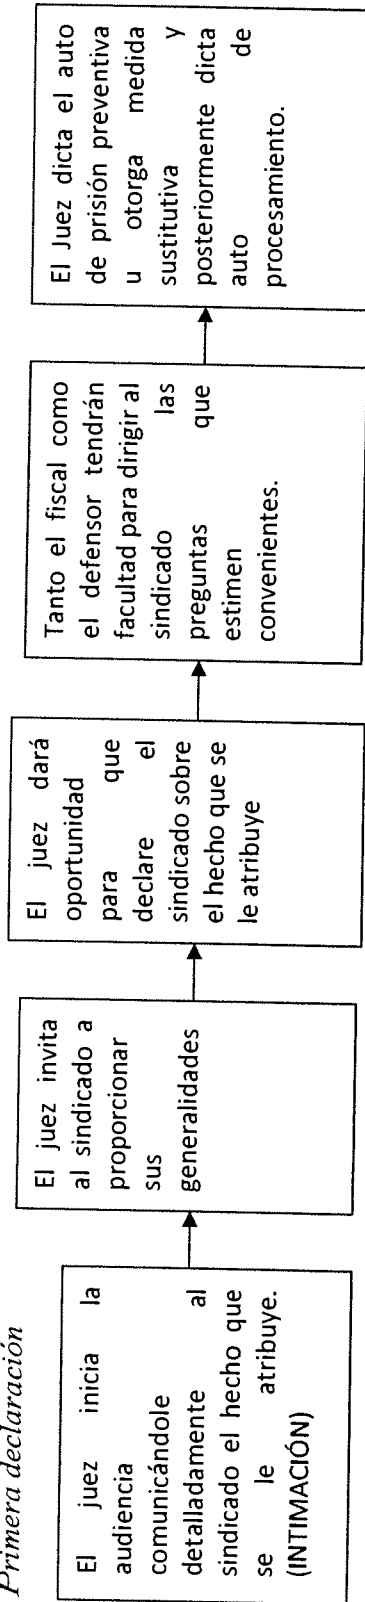 Primera declaración
El juez inicia la
audiencia
comunicándole
detalladamente al
sindicado el hecho que
se le atribuye.
(INTIMACIÓN)
El juez invita
al sindicado a
proporcionar
sus
generalidades
El juez dará
oportunidad
para que
declare el
sindicado sobre
el hecho que se
le atribuye
Tanto el fiscal como
el defensor tendrán
facultad para dirigir al
sindicado las
preguntas que
estimen
convenientes.
El Juez dicta el auto
de prisión preventiva
u otorga medida
sustitutiva y
posteriormente dicta
auto de
procesamiento.